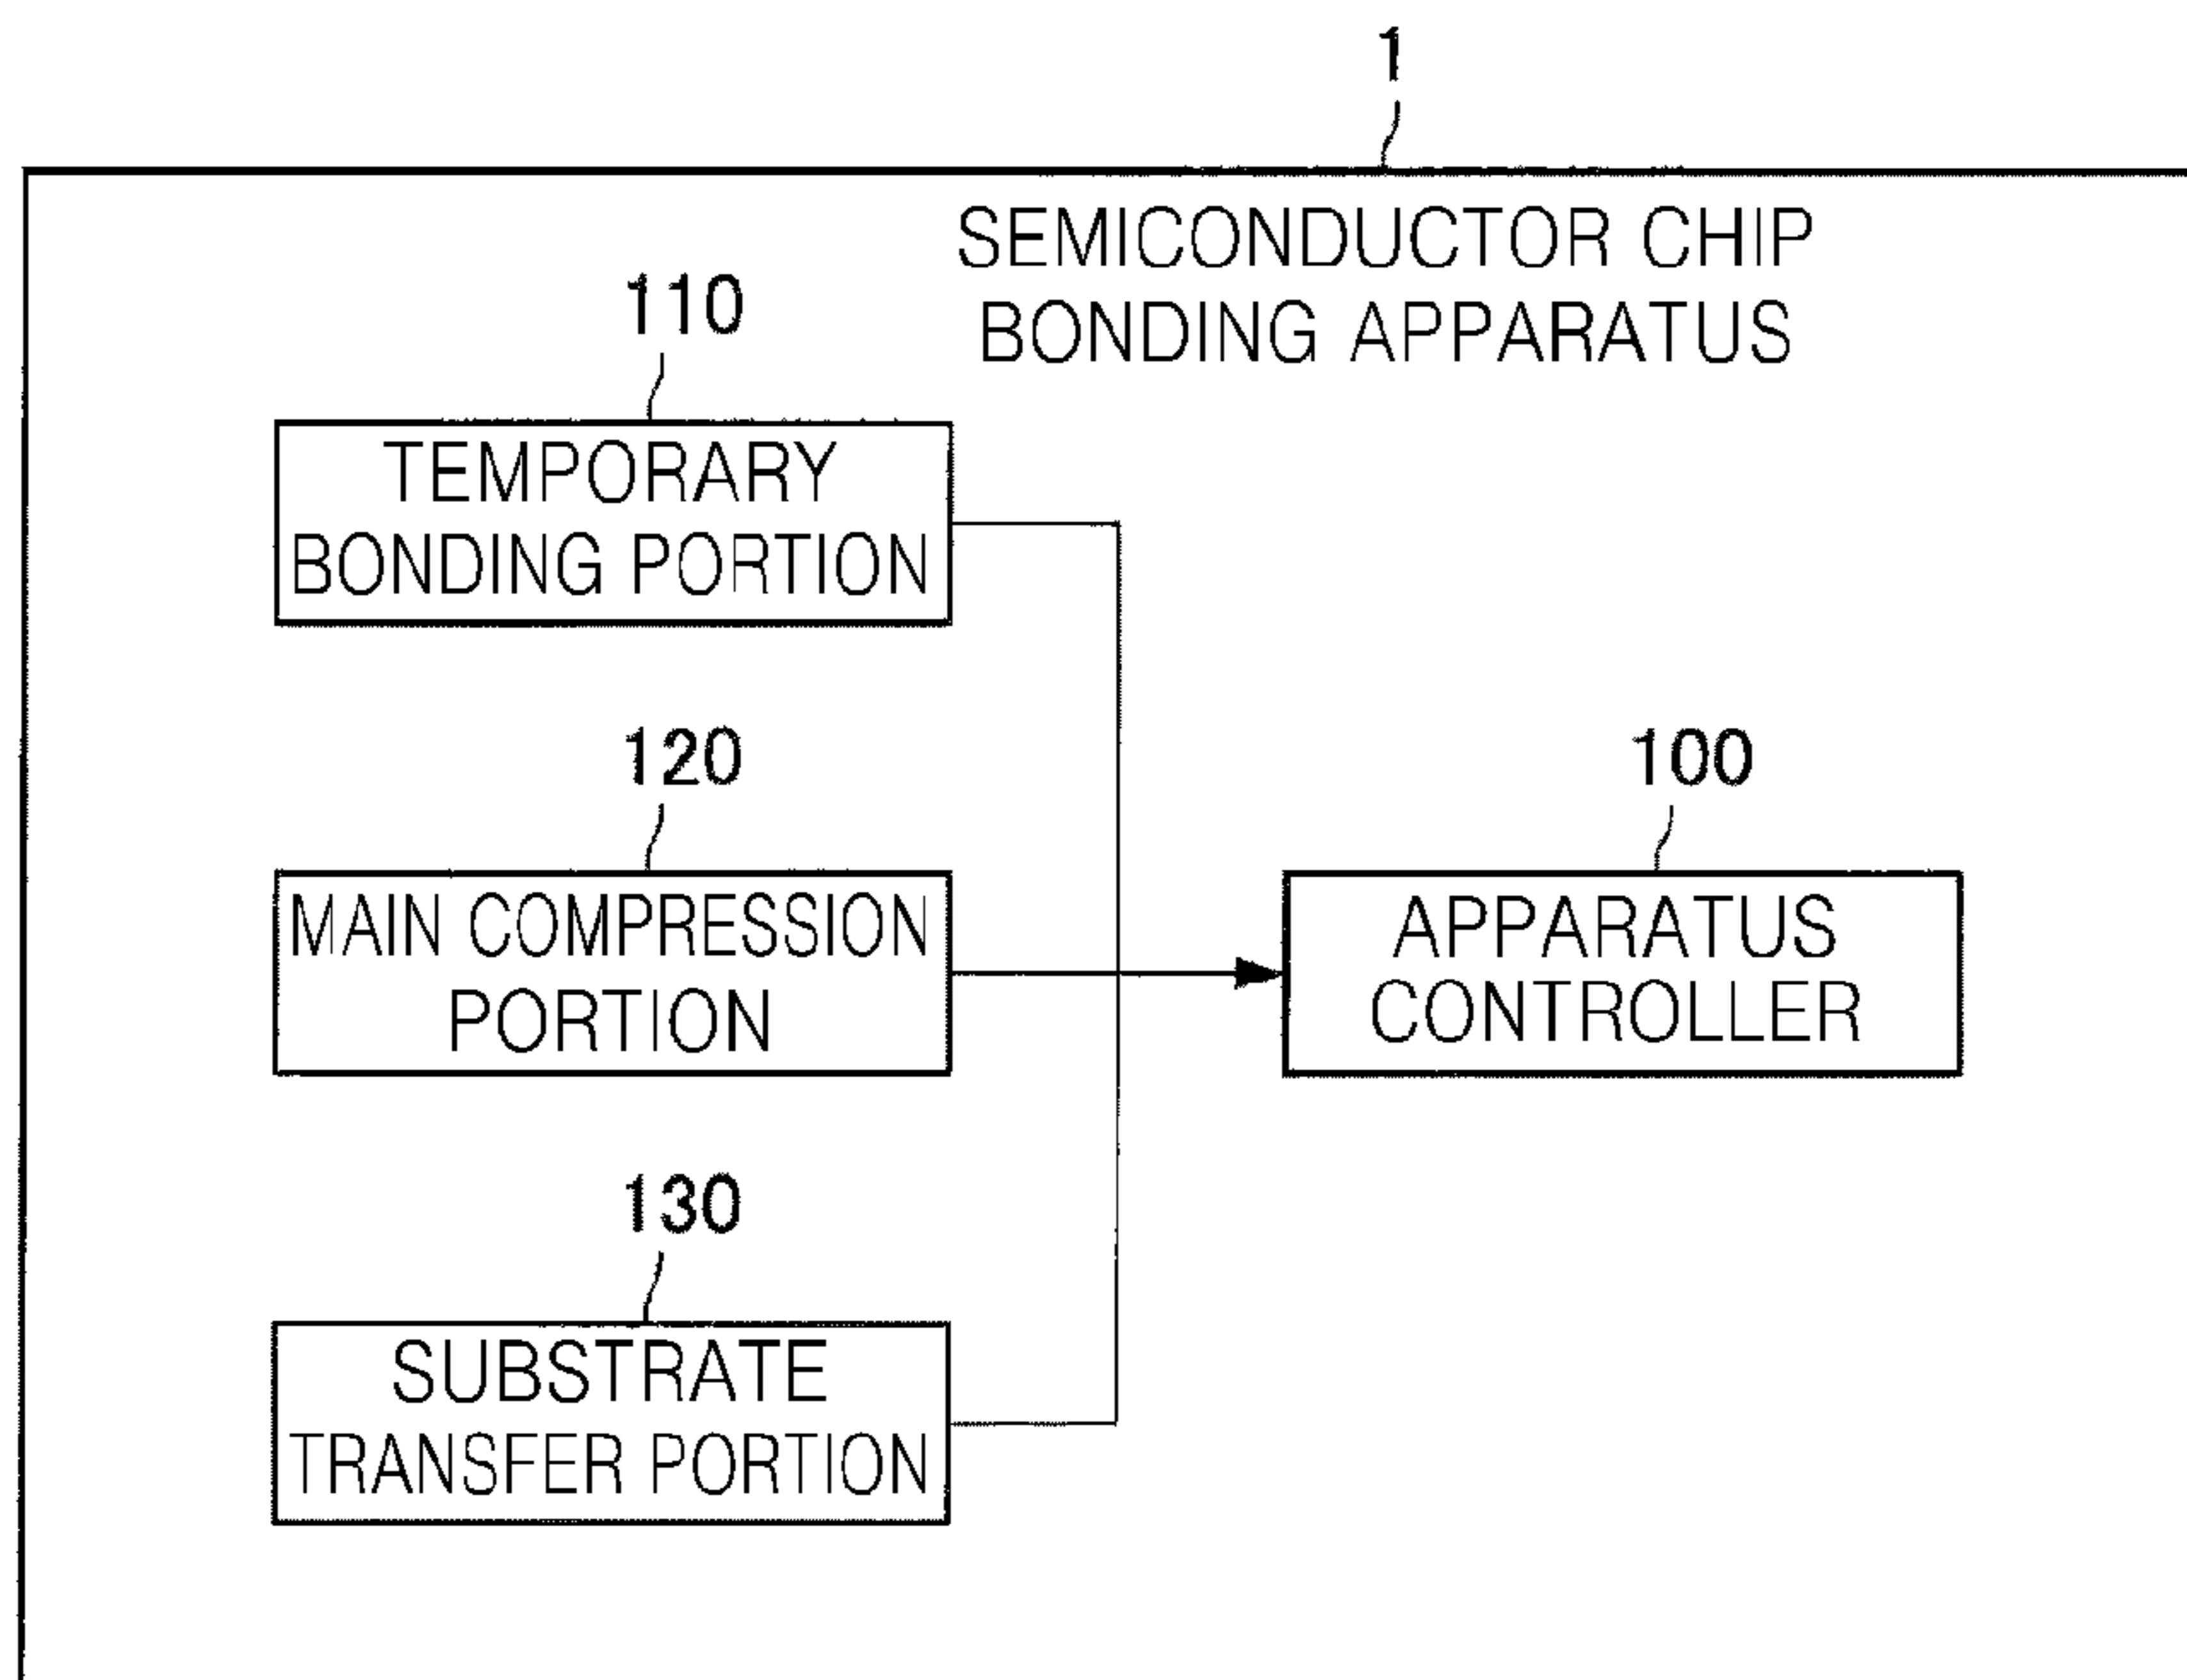 1
SEMICONDUCTOR CHIP
BONDING APPARATUS
110
TEMPORARY
BONDING PORTION
120
MAIN COMPRESSION
PORTION
100
APPARATUS
CONTROLLER
130
SUBSTRATE
TRANSFER PORTION